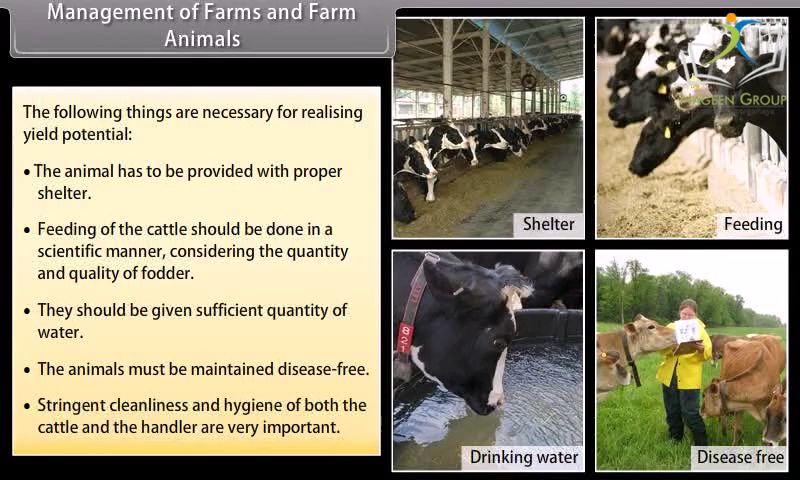 Management of Farms and Farm
Animals
The following things are necessary for realising
yield potential:
• The animal has to be provided with proper
shelter.
• Feeding of the cattle should be done in a
scientific manner, considering the quantity
and quality of fodder.
• They should be given sufficient quantity of
water.
• The animals must be maintained disease-free.
• Stringent cleanliness and hygiene of both the
cattle and the handler are very important.
Shelter
GROUP
Feeding
821
Drinking water
Disease free